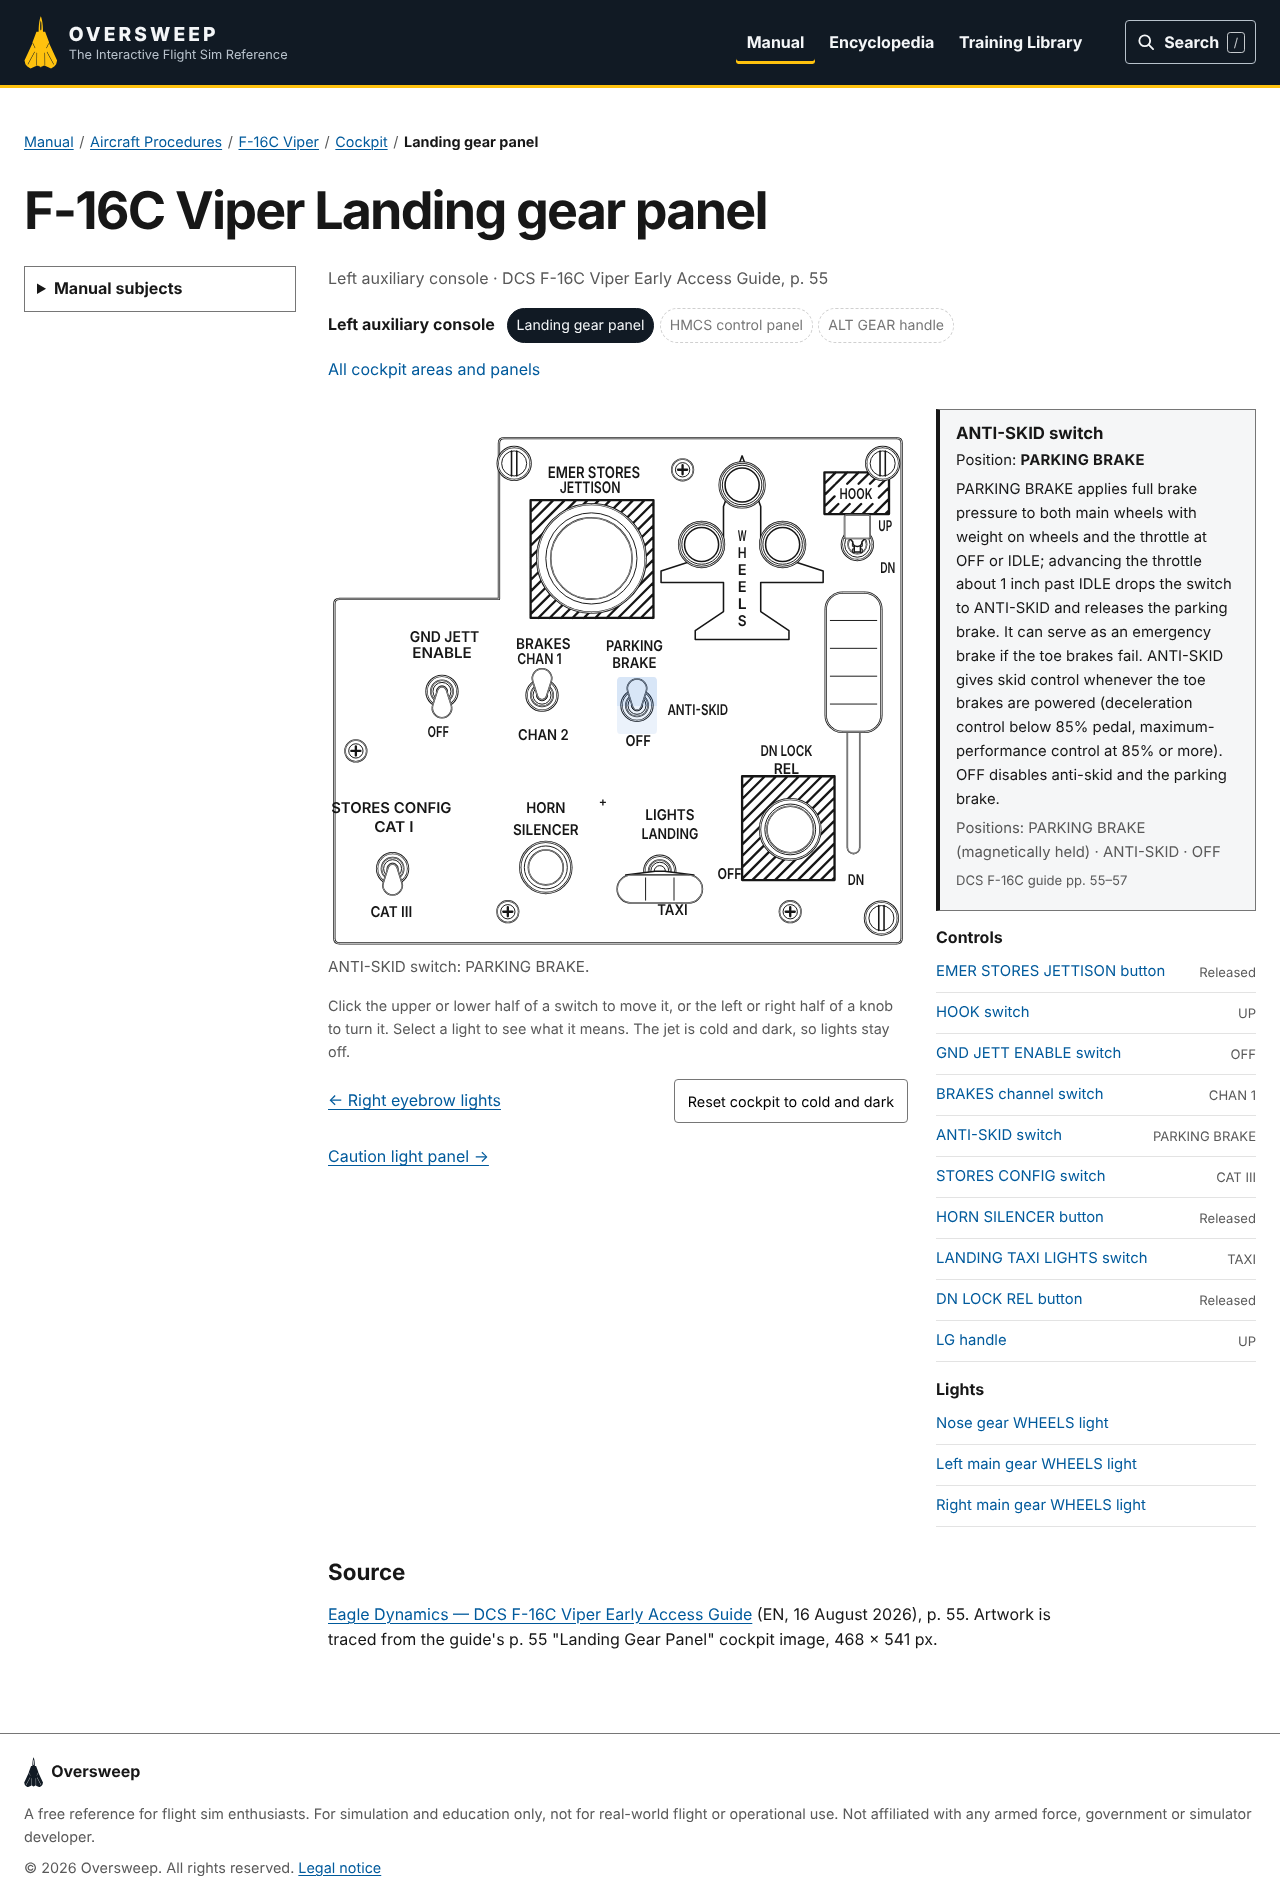 OVERSWEEP
The Interactive Flight Sim Reference
Manual
Encyclopedia
Training Library
Search /
Manual / Aircraft Procedures / F-16C Viper / Cockpit / Landing gear panel
F-16C Viper Landing gear panel
Manual subjects
Left auxiliary console · DCS F-16C Viper Early Access Guide, p. 55
Left auxiliary console
Landing gear panel
HMCS control panel
ALT GEAR handle
All cockpit areas and panels
EMER STORES
JETTISON
WHEELS
HOOK
UP
DN
GND JETT
ENABLE
OFF
BRAKES
CHAN 1
CHAN 2
PARKING
BRAKE
ANTI-SKID
OFF
DN LOCK
REL
STORES CONFIG
CAT I
CAT III
HORN
SILENCER
+
LIGHTS
LANDING
OFF
TAXI
DN
ANTI-SKID switch: PARKING BRAKE.
Click the upper or lower half of a switch to move it, or the left or right half of a knob
to turn it. Select a light to see what it means. The jet is cold and dark, so lights stay
off.
← Right eyebrow lights
Reset cockpit to cold and dark
Caution light panel →
ANTI-SKID switch
Position: PARKING BRAKE
PARKING BRAKE applies full brake
pressure to both main wheels with
weight on wheels and the throttle at
OFF or IDLE; advancing the throttle
about 1 inch past IDLE drops the switch
to ANTI-SKID and releases the parking
brake. It can serve as an emergency
brake if the toe brakes fail. ANTI-SKID
gives skid control whenever the toe
brakes are powered (deceleration
control below 85% pedal, maximum-
performance control at 85% or more).
OFF disables anti-skid and the parking
brake.
Positions: PARKING BRAKE
(magnetically held) · ANTI-SKID · OFF
DCS F-16C guide pp. 55–57
Controls
EMER STORES JETTISON button Released
HOOK switch UP
GND JETT ENABLE switch OFF
BRAKES channel switch CHAN 1
ANTI-SKID switch PARKING BRAKE
STORES CONFIG switch CAT III
HORN SILENCER button Released
LANDING TAXI LIGHTS switch TAXI
DN LOCK REL button Released
LG handle UP
Lights
Nose gear WHEELS light
Left main gear WHEELS light
Right main gear WHEELS light
Source
Eagle Dynamics — DCS F-16C Viper Early Access Guide (EN, 16 August 2026), p. 55. Artwork is
traced from the guide's p. 55 "Landing Gear Panel" cockpit image, 468 × 541 px.
Oversweep
A free reference for flight sim enthusiasts. For simulation and education only, not for real-world flight or operational use. Not affiliated with any armed force, government or simulator
developer.
© 2026 Oversweep. All rights reserved. Legal notice